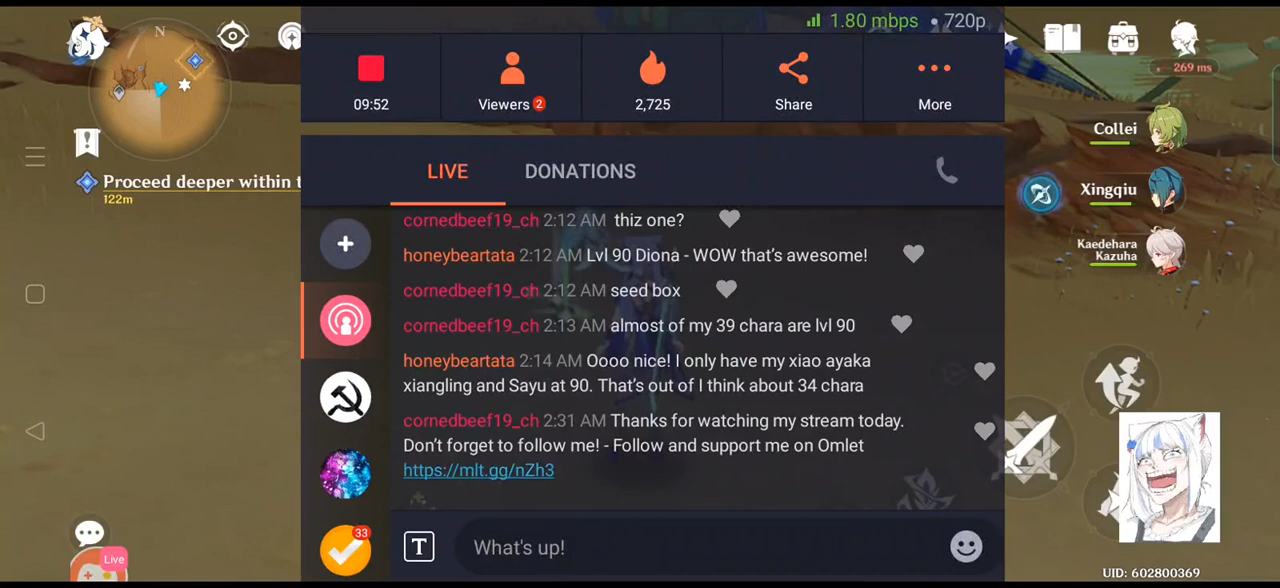 1.80 mbps • 720p
N
09:52
Viewers 2
2,725
Share
More
269 ms
LIVE
DONATIONS
Collei
Xingqiu
Kaedehara
Kazuha
Proceed deeper within t
122m
cornedbeef19_ch 2:12 AM thiz one?
honeybeartata 2:12 AM Lvl 90 Diona - WOW that's awesome!
cornedbeef19_ch 2:12 AM seed box
cornedbeef19_ch 2:13 AM almost of my 39 chara are lvl 90
honeybeartata 2:14 AM Oooo nice! I only have my xiao ayaka
xiangling and Sayu at 90. That's out of I think about 34 chara
cornedbeef19_ch 2:31 AM Thanks for watching my stream today.
Don't forget to follow me! - Follow and support me on Omlet
https://mlt.gg/nZh3
33
T
What's up!
Live
UID: 602800369